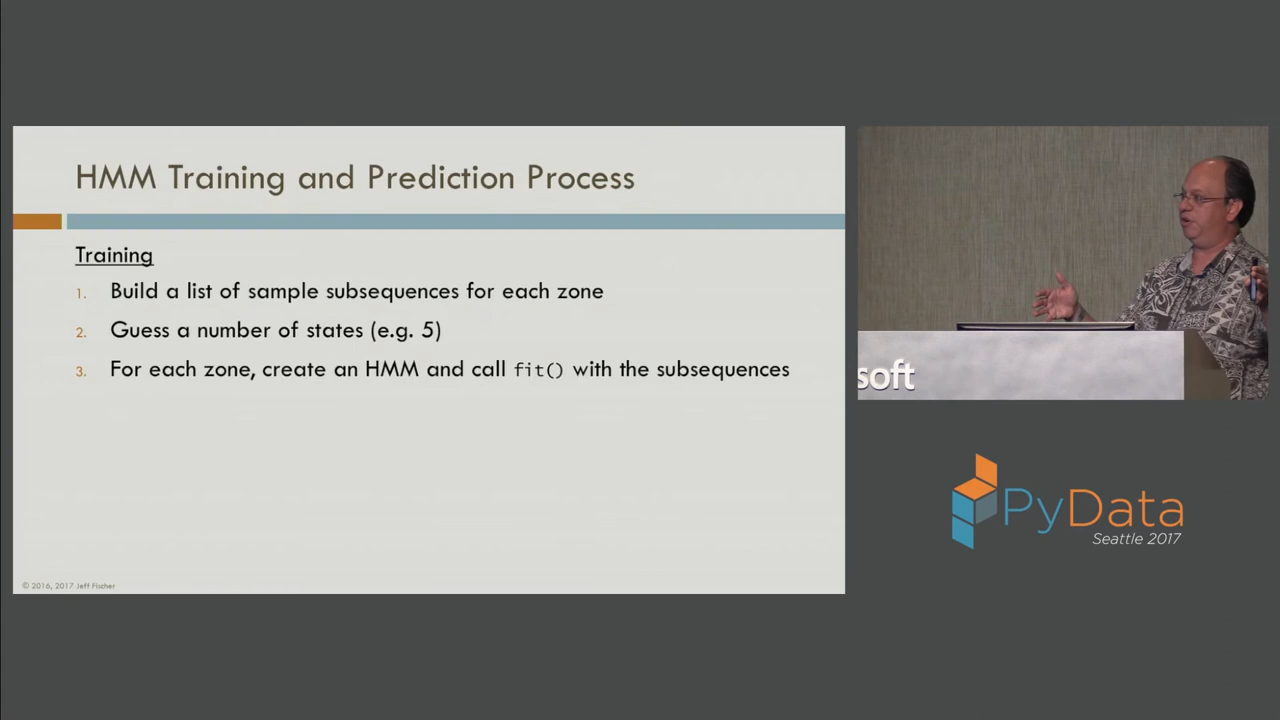 HMM Training and Prediction Process
Training
1. Build a list of sample subsequences for each zone
2. Guess a number of states (e.g. 5)
3. For each zone, create an HMM and call fit() with the subsequences
© 2016, 2017 Jeff Fischer
soft
PyData
Seattle 2017